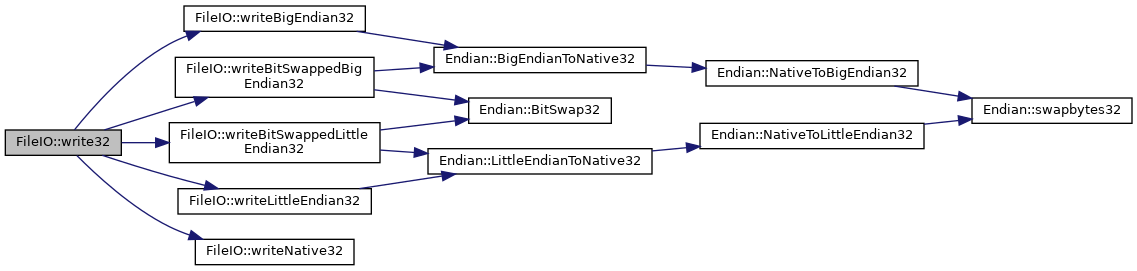 FileIO::write32
FileIO::writeBigEndian32
FileIO::writeBitSwappedBig
Endian32
FileIO::writeBitSwappedLittle
Endian32
FileIO::writeLittleEndian32
FileIO::writeNative32
Endian::BigEndianToNative32
Endian::BitSwap32
Endian::LittleEndianToNative32
Endian::NativeToBigEndian32
Endian::NativeToLittleEndian32
Endian::swapbytes32